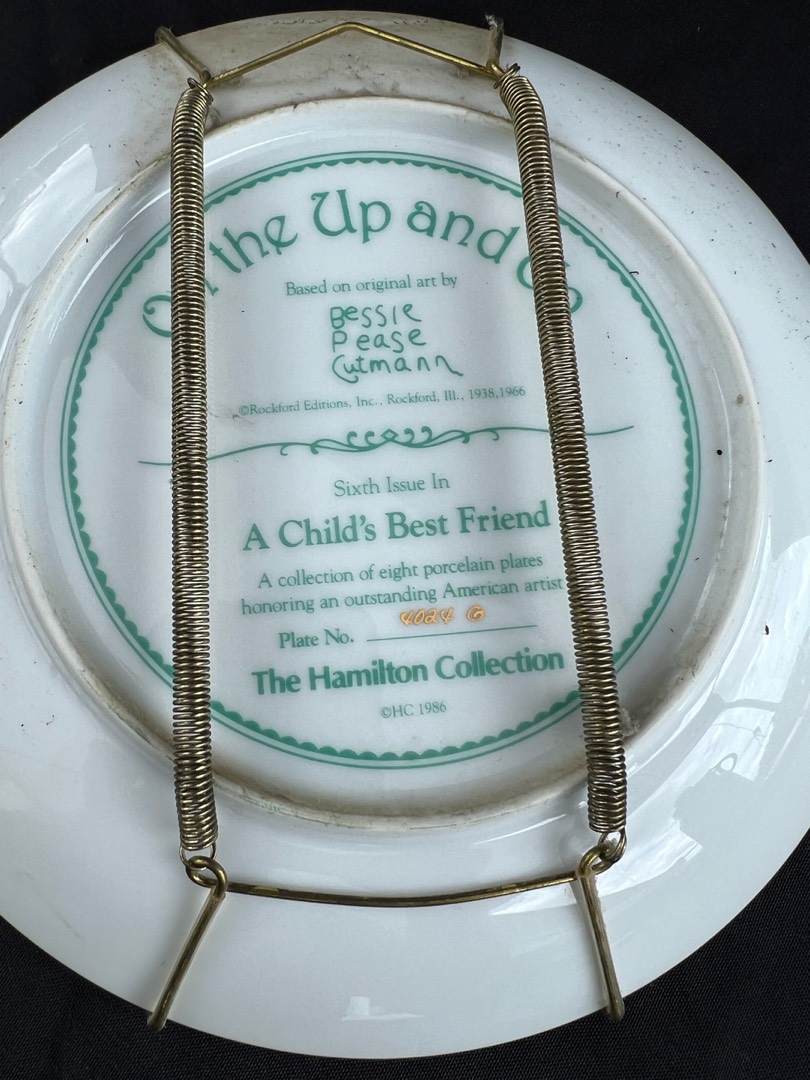 On the Up and Up
Based on original art by
Bessie
Pease
Gutmann
©Rockford Editions, Inc., Rockford, Ill., 1938,1966
Sixth Issue In
A Child's Best Friend
A collection of eight porcelain plates
honoring an outstanding American artist
Plate No. 4024 G
The Hamilton Collection
©HC 1986